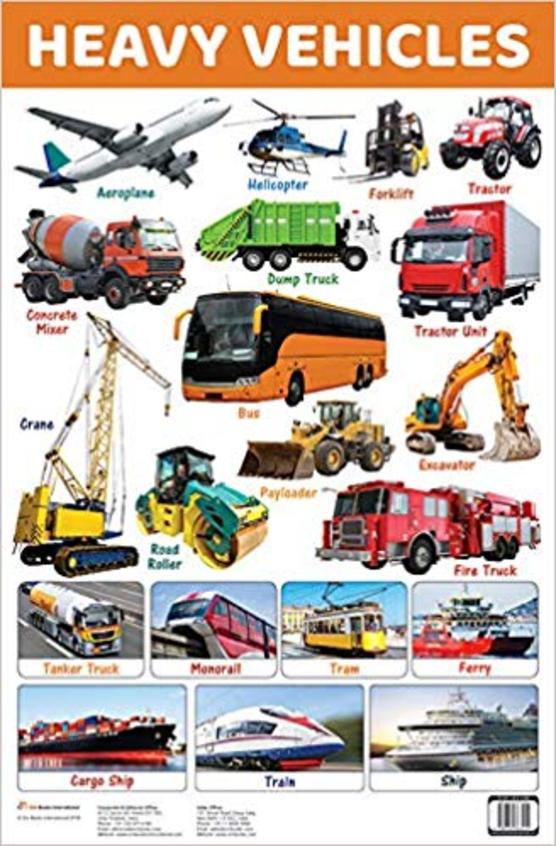 HEAVY VEHICLES
Aeroplane
Helicopter
Forklift
Tractor
Concrete
Mixer
Dump Truck
Tractor Unit
Crane
Bus
Payloader
Excavator
Road
Roller
Fire Truck
Tanker Truck
Monorail
Tram
Ferry
Cargo Ship
Train
Ship